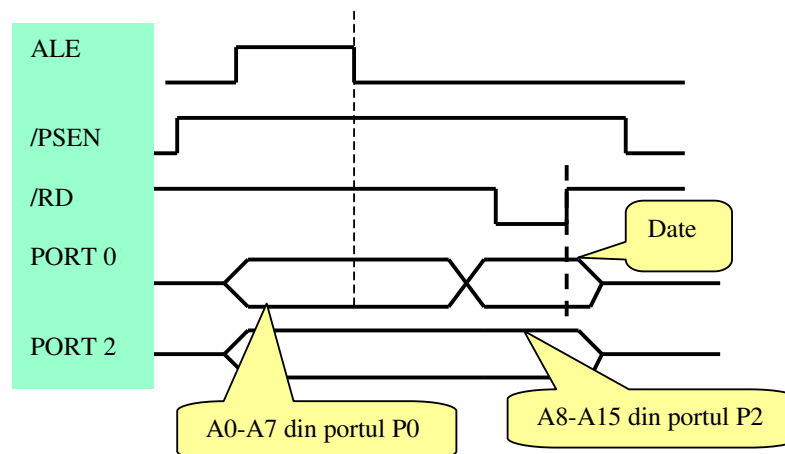 ALE
/PSEN
/RD
Date
PORT 0
PORT 2
A0-A7 din portul P0
A8-A15 din portul P2